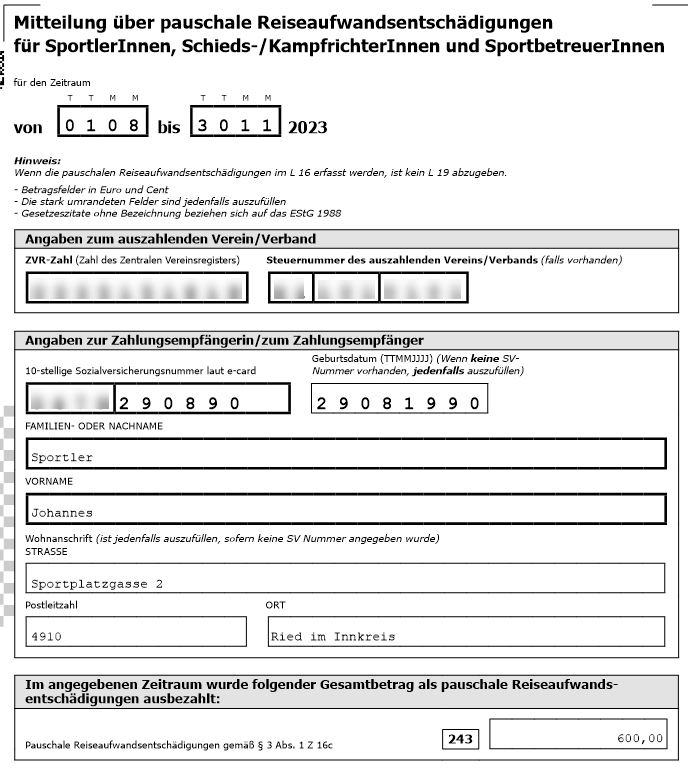 Mitteilung über pauschale Reiseaufwandsentschädigungen
für SportlerInnen, Schieds-/KampfrichterInnen und SportbetreuerInnen
für den Zeitraum
T T M M T T M M
von 0 1 0 8 bis 3 0 1 1 2023
Hinweis:
Wenn die pauschalen Reiseaufwandsentschädigungen im L 16 erfasst werden, ist kein L 19 abzugeben.
- Betragsfelder in Euro und Cent
- Die stark umrandeten Felder sind jedenfalls auszufüllen
- Gesetzeszitate ohne Bezeichnung beziehen sich auf das EStG 1988
Angaben zum auszahlenden Verein/Verband
ZVR-Zahl (Zahl des Zentralen Vereinsregisters) Steuernummer des auszahlenden Vereins/Verbands (falls vorhanden)
Angaben zur Zahlungsempfängerin/zum Zahlungsempfänger
Geburtsdatum (TTMMJJJJ) (Wenn keine SV-
10-stellige Sozialversicherungsnummer laut e-card Nummer vorhanden, jedenfalls auszufüllen)
2 9 0 8 9 0 2 9 0 8 1 9 9 0
FAMILIEN- ODER NACHNAME
Sportler
VORNAME
Johannes
Wohnanschrift (ist jedenfalls auszufüllen, sofern keine SV Nummer angegeben wurde)
STRASSE
Sportplatzgasse 2
Postleitzahl ORT
4910 Ried im Innkreis
Im angegebenen Zeitraum wurde folgender Gesamtbetrag als pauschale Reiseaufwands-
entschädigungen ausbezahlt:
Pauschale Reiseaufwandsentschädigungen gemäß § 3 Abs. 1 Z 16c 243 600,00